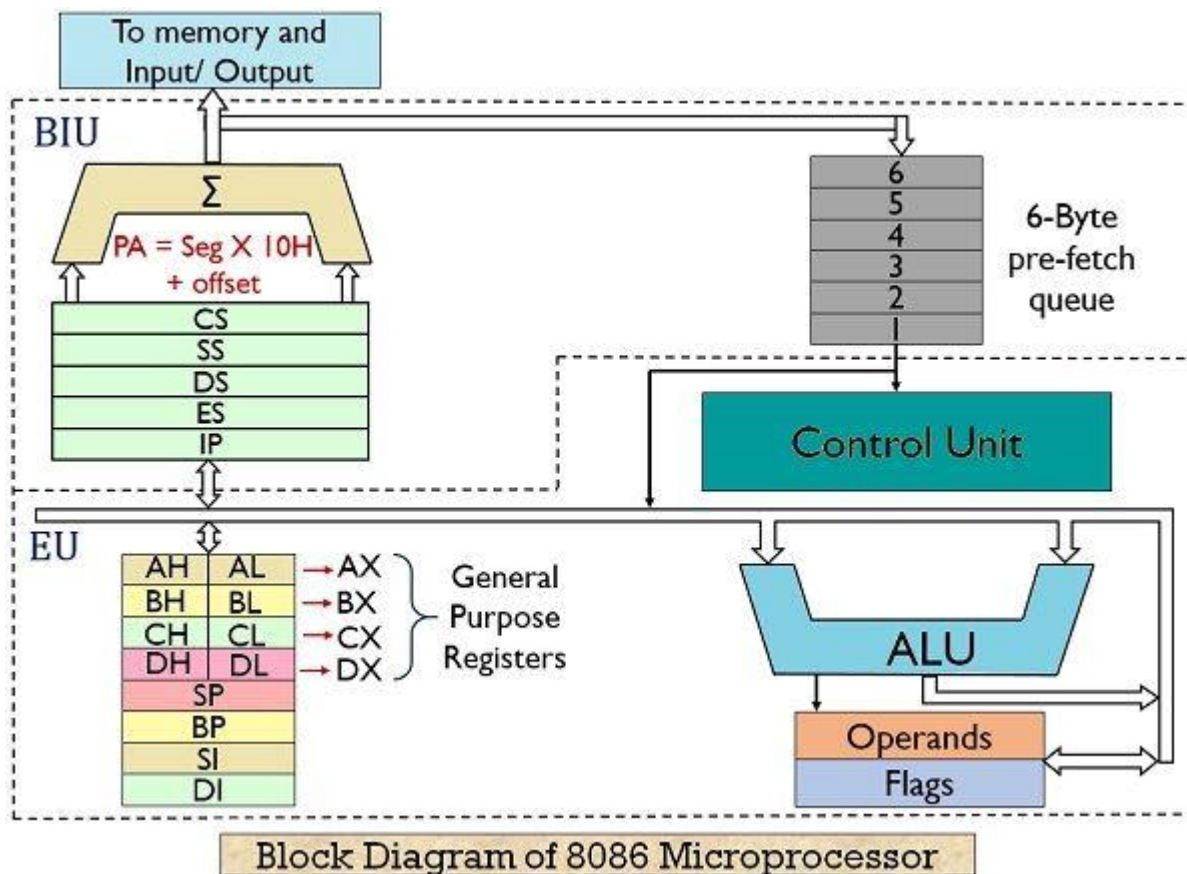 To memory and
Input/ Output
BIU
Σ
PA = Seg X 10H
+ offset
CS
SS
DS
ES
IP
6
5
4
3
2
1
6-Byte
pre-fetch
queue
Control Unit
EU
AH AL AX
BH BL BX
CH CL CX
DH DL DX
SP
BP
SI
DI
General
Purpose
Registers
ALU
Operands
Flags
Block Diagram of 8086 Microprocessor